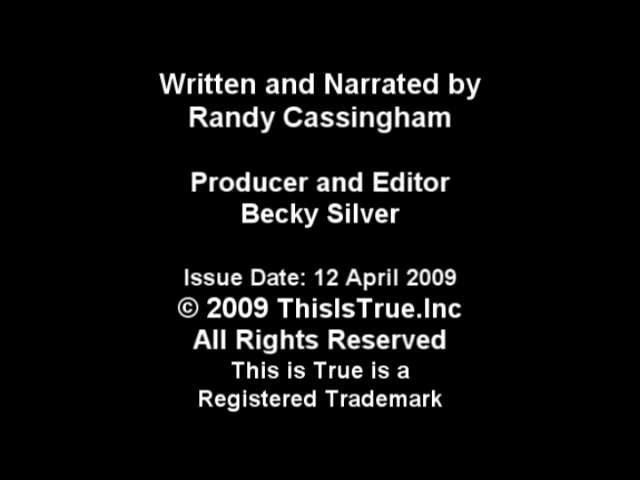 Written and Narrated by
Randy Cassingham
Producer and Editor
Becky Silver
Issue Date: 12 April 2009
© 2009 ThisIsTrue.Inc
All Rights Reserved
This is True is a
Registered Trademark